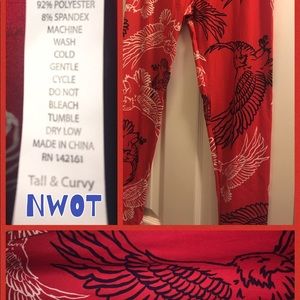 92% POLYESTER
8% SPANDEX
MACHINE
WASH
COLD
GENTLE
CYCLE
DO NOT
BLEACH
TUMBLE
DRY LOW
MADE IN CHINA
RN 142161
Tall & Curvy
NWOT